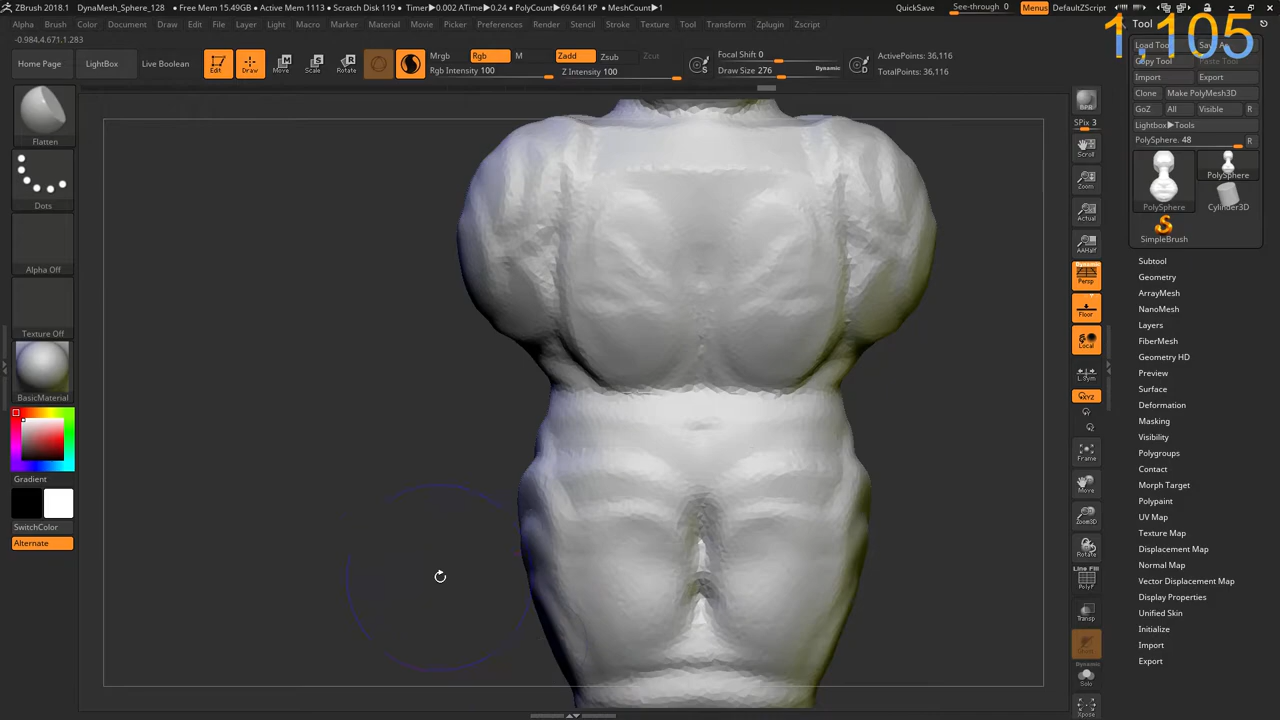 ZBrush 2018.1 DynaMesh_Sphere_128 ● Free Mem 15.49GB ● Active Mem 1113 ● Scratch Disk 119 ● Timer▶0.002 ATime▶0.24 ● PolyCount▶69.641 KP ● MeshCount▶1 QuickSave See-through 0 Menus DefaultZScript
Alpha Brush Color Document Draw Edit File Layer Light Macro Marker Material Movie Picker Preferences Render Stencil Stroke Texture Tool Transform Zplugin Zscript
-0.984,4.671,1.283
1,105
Tool
Home Page LightBox Live Boolean
Edit Draw Move Scale Rotate
Mrgb Rgb M
Rgb Intensity 100
Zadd Zsub Zcut
Z Intensity 100
Focal Shift 0
Draw Size 276 Dynamic
S
D
ActivePoints: 36,116
TotalPoints: 36,116
Load Tool
Copy Tool Paste Tool
Import Export
Clone Make PolyMesh3D
GoZ All Visible R
Lightbox▶Tools
PolySphere. 48 R
PolySphere
PolySphere
Cylinder3D
SimpleBrush
Subtool
Geometry
ArrayMesh
NanoMesh
Layers
FiberMesh
Geometry HD
Preview
Surface
Deformation
Masking
Visibility
Polygroups
Contact
Morph Target
Polypaint
UV Map
Texture Map
Displacement Map
Normal Map
Vector Displacement Map
Display Properties
Unified Skin
Initialize
Import
Export
Flatten
Dots
Alpha Off
Texture Off
BasicMaterial
Gradient
SwitchColor
Alternate
BPR
SPix 3
Scroll
Zoom
Actual
AAHalf
Dynamic
Persp
Floor
Local
L.Sym
XYZ
Frame
Move
Zoom3D
Rotate
Line Fill
PolyF
Transp
Dynamic
Solo
Xpose